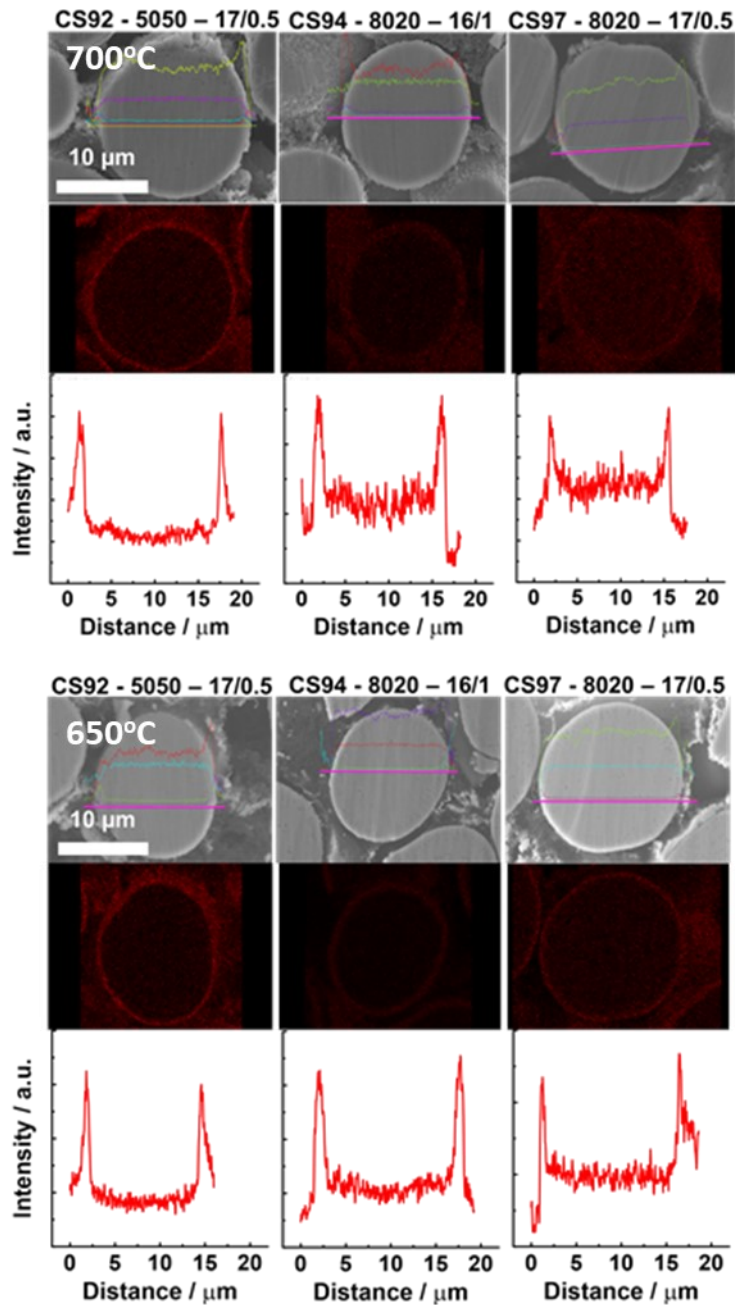 CS92 - 5050 – 17/0.5 CS94 - 8020 – 16/1 CS97 - 8020 – 17/0.5
700°C
10 µm
Intensity / a.u.
0 5 10 15 20 0 5 10 15 20 0 5 10 15 20
Distance / µm Distance / µm Distance / µm
CS92 - 5050 – 17/0.5 CS94 - 8020 – 16/1 CS97 - 8020 – 17/0.5
650°C
10 µm
Intensity / a.u.
0 5 10 15 20 0 5 10 15 20 0 5 10 15 20
Distance / µm Distance / µm Distance / µm